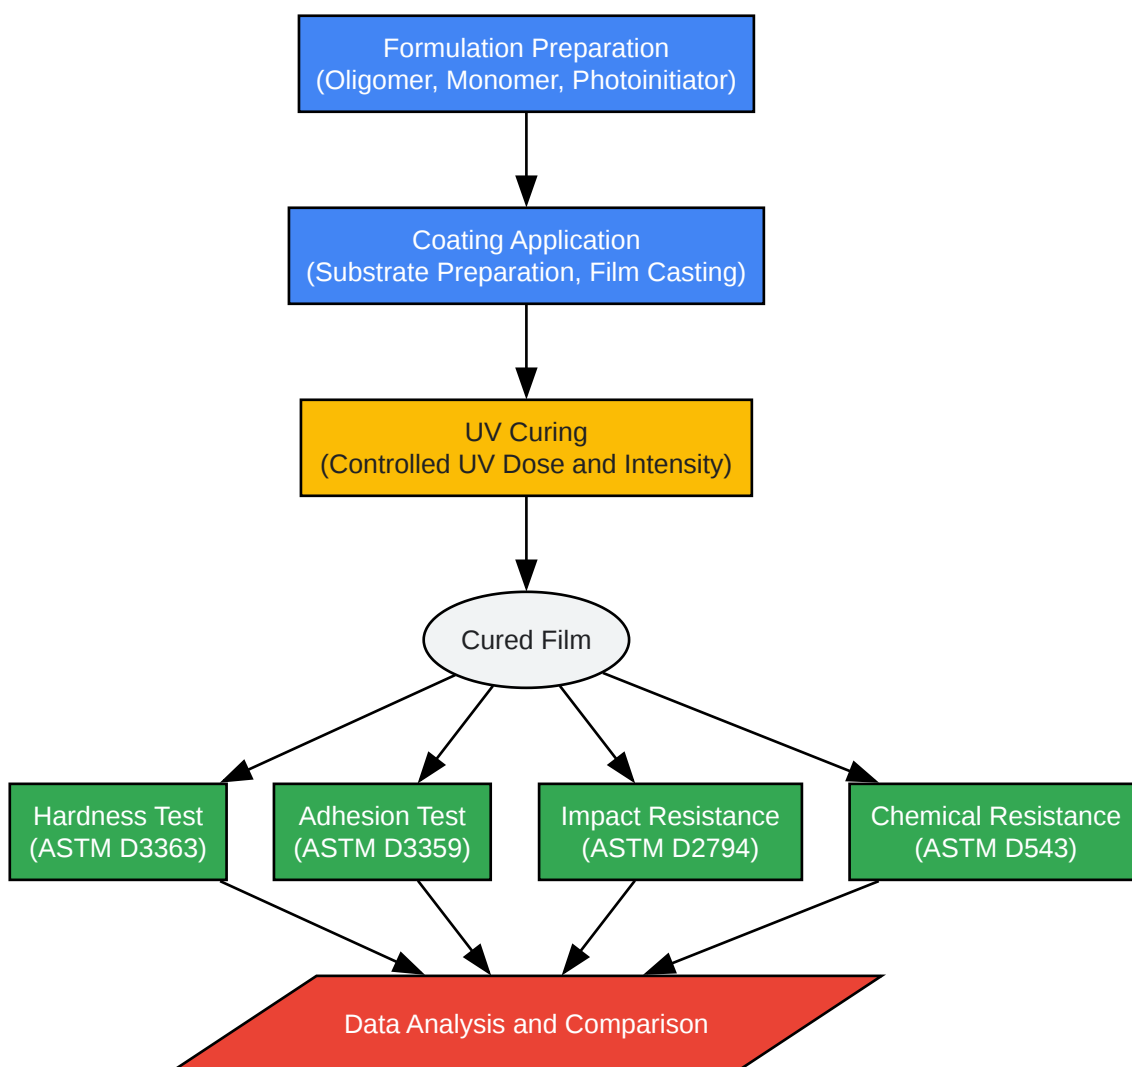 Formulation Preparation
(Oligomer, Monomer, Photoinitiator)
Coating Application
(Substrate Preparation, Film Casting)
UV Curing
(Controlled UV Dose and Intensity)
Cured Film
Hardness Test
(ASTM D3363)
Adhesion Test
(ASTM D3359)
Impact Resistance
(ASTM D2794)
Chemical Resistance
(ASTM D543)
Data Analysis and Comparison